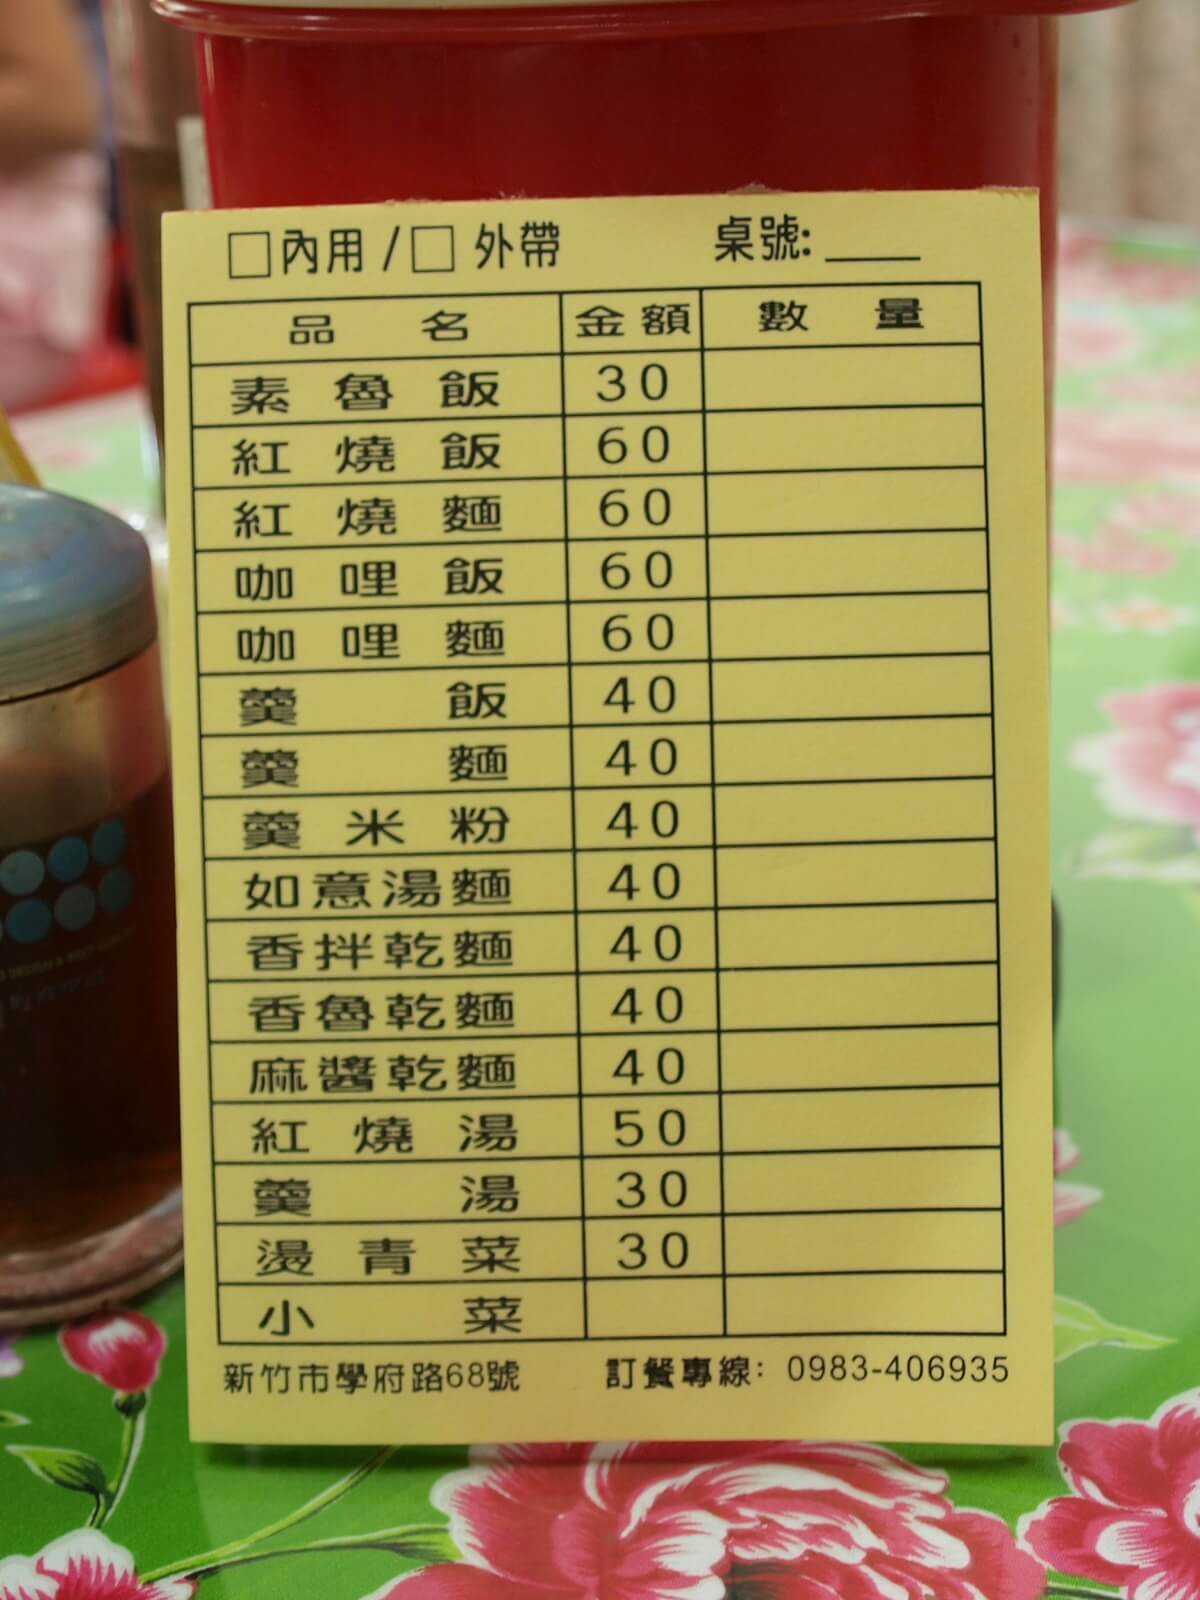 □內用/□外帶 桌號:____
品名 金額 數量
素魯飯 30
紅燒飯 60
紅燒麵 60
咖哩飯 60
咖哩麵 60
羹飯 40
羹麵 40
羹米粉 40
如意湯麵 40
香拌乾麵 40
香魯乾麵 40
麻醬乾麵 40
紅燒湯 50
羹湯 30
燙青菜 30
小菜
新竹市學府路68號 訂餐專線: 0983-406935